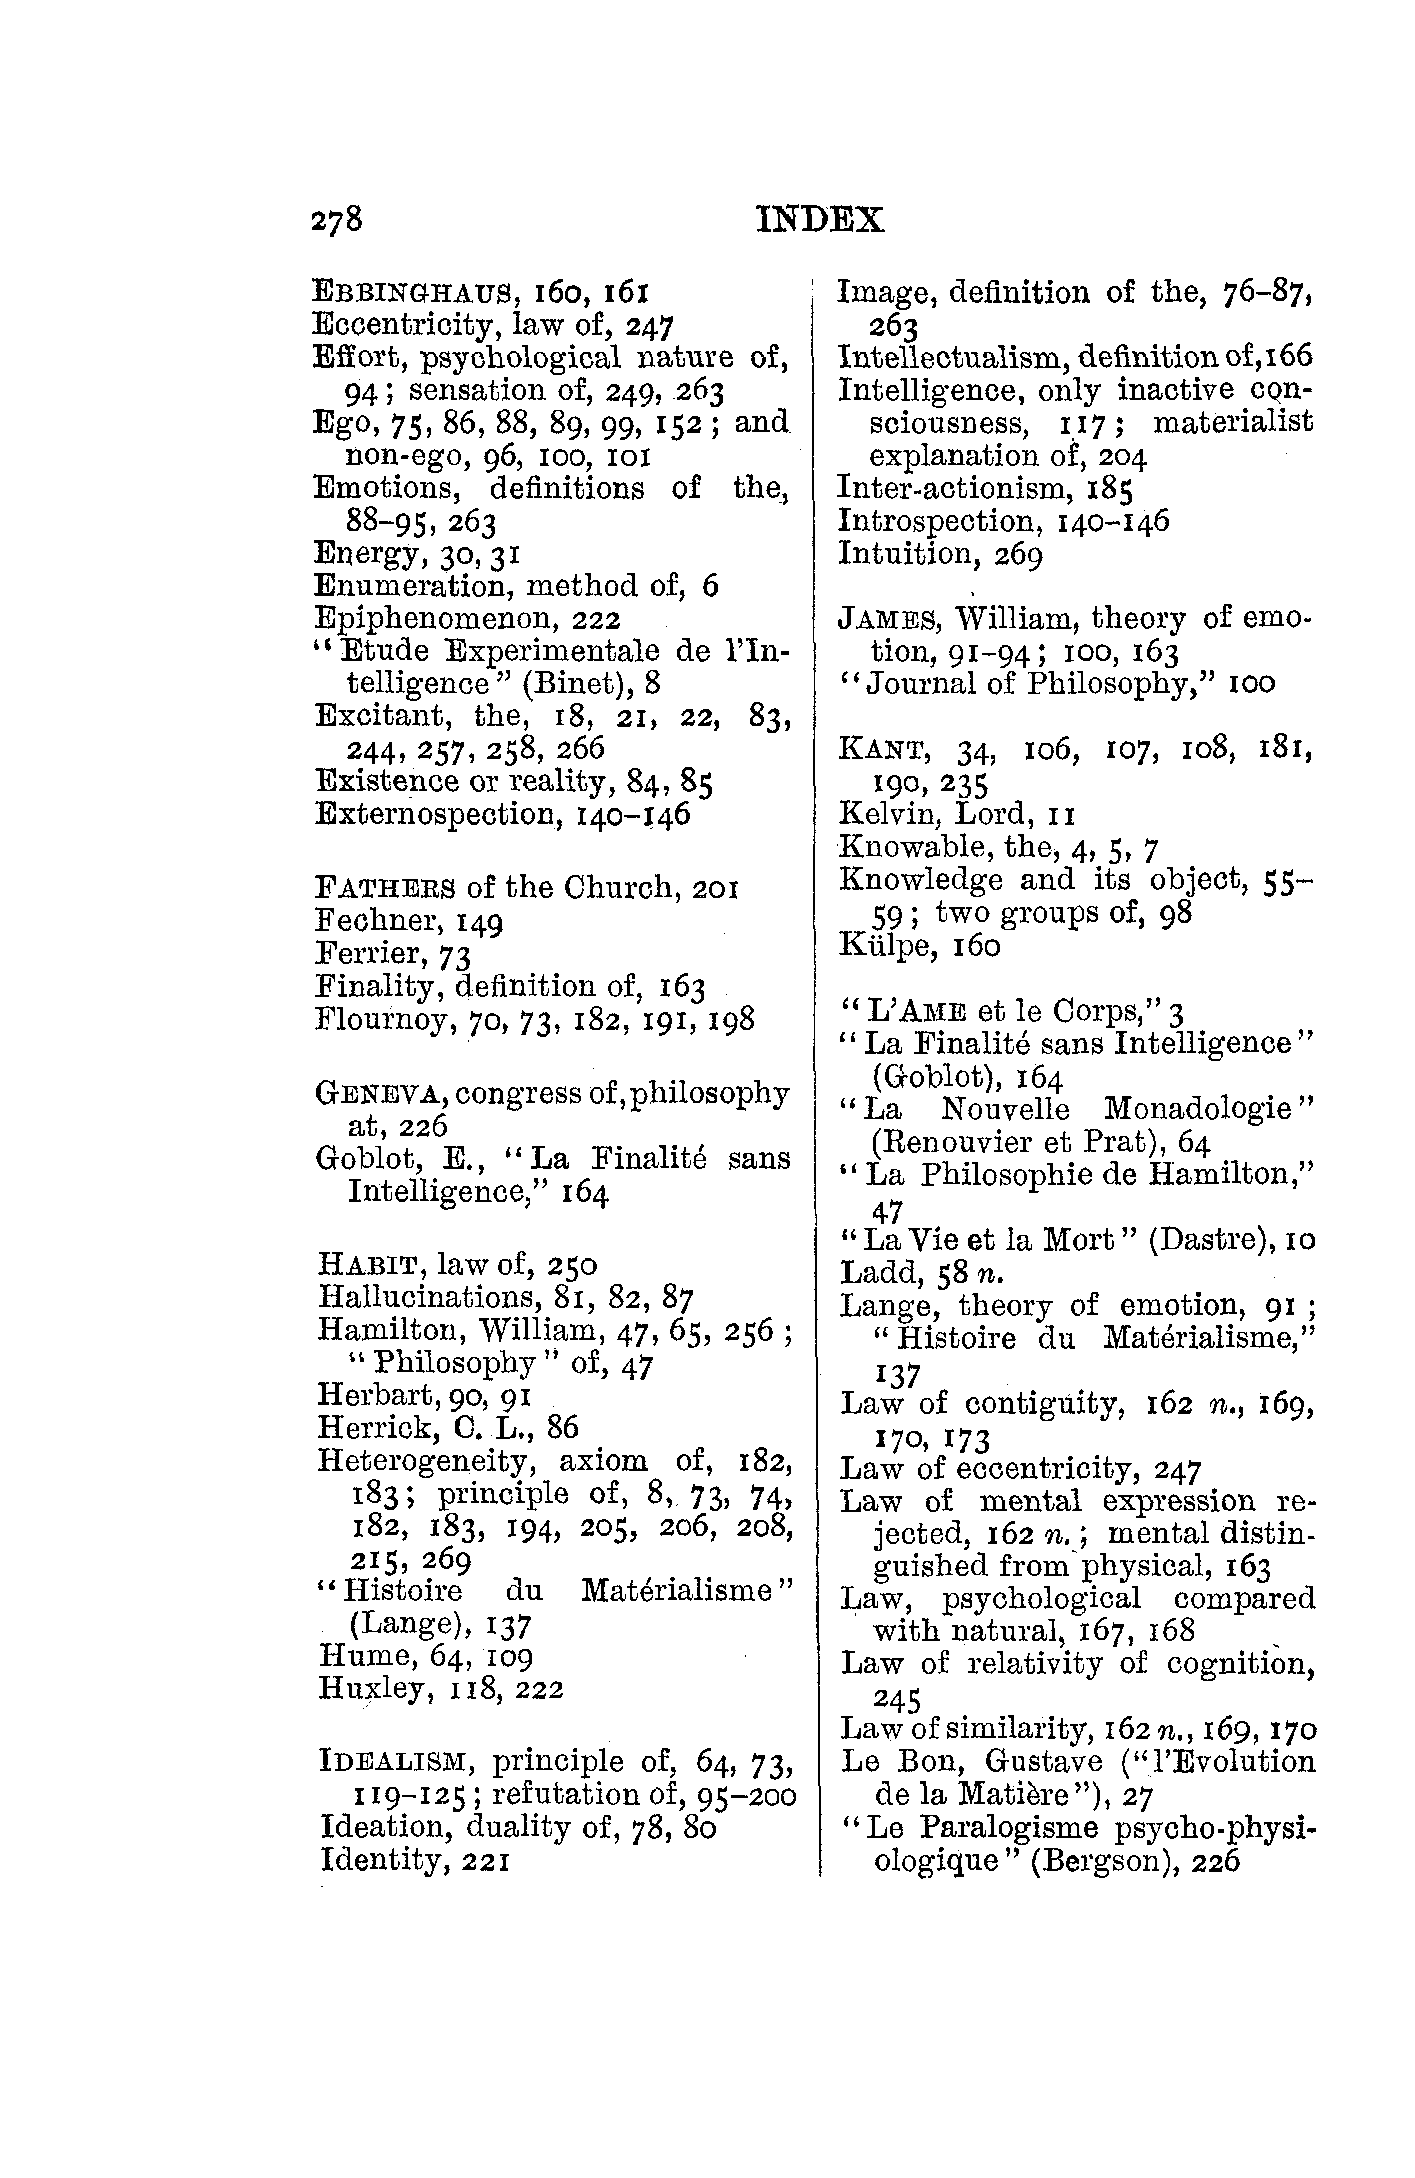 278 INDEX
EBBINGHAUS, 160, 161
Eccentricity, law of, 247
Effort, psychological nature of,
94; sensation of, 249, 263
Ego, 75, 86, 88, 89, 99, 152; and
non-ego, 96, 100, 101
Emotions, definitions of the,
88–95, 263
Energy, 30, 31
Enumeration, method of, 6
Epiphenomenon, 222
"Etude Experimentale de l'In-
telligence" (Binet), 8
Excitant, the, 18, 21, 22, 83,
244, 257, 258, 266
Existence or reality, 84, 85
Externospection, 140–146
FATHERS of the Church, 201
Fechner, 149
Ferrier, 73
Finality, definition of, 163
Flournoy, 70, 73, 182, 191, 198
GENEVA, congress of, philosophy
at, 226
Goblot, E., "La Finalité sans
Intelligence," 164
HABIT, law of, 250
Hallucinations, 81, 82, 87
Hamilton, William, 47, 65, 256;
"Philosophy" of, 47
Herbart, 90, 91
Herrick, C. L., 86
Heterogeneity, axiom of, 182,
183; principle of, 8, 73, 74,
182, 183, 194, 205, 206, 208,
215, 269
"Histoire du Matérialisme"
(Lange), 137
Hume, 64, 109
Huxley, 118, 222
IDEALISM, principle of, 64, 73,
119–125; refutation of, 95–200
Ideation, duality of, 78, 80
Identity, 221
Image, definition of the, 76–87,
263
Intellectualism, definition of, 166
Intelligence, only inactive con-
sciousness, 117; materialist
explanation of, 204
Inter-actionism, 185
Introspection, 140–146
Intuition, 269
JAMES, William, theory of emo-
tion, 91–94; 100, 163
"Journal of Philosophy," 100
KANT, 34, 106, 107, 108, 181,
190, 235
Kelvin, Lord, 11
Knowable, the, 4, 5, 7
Knowledge and its object, 55–
59; two groups of, 98
Külpe, 160
"L'AME et le Corps," 3
"La Finalité sans Intelligence"
(Goblot), 164
"La Nouvelle Monadologie"
(Renouvier et Prat), 64
"La Philosophie de Hamilton,"
47
"La Vie et la Mort" (Dastre), 10
Ladd, 58 n.
Lange, theory of emotion, 91;
"Histoire du Matérialisme,"
137
Law of contiguity, 162 n., 169,
170, 173
Law of eccentricity, 247
Law of mental expression re-
jected, 162 n.; mental distin-
guished from physical, 163
Law, psychological compared
with natural, 167, 168
Law of relativity of cognition,
245
Law of similarity, 162 n., 169, 170
Le Bon, Gustave ("l'Evolution
de la Matière"), 27
"Le Paralogisme psycho-physi-
ologique" (Bergson), 226